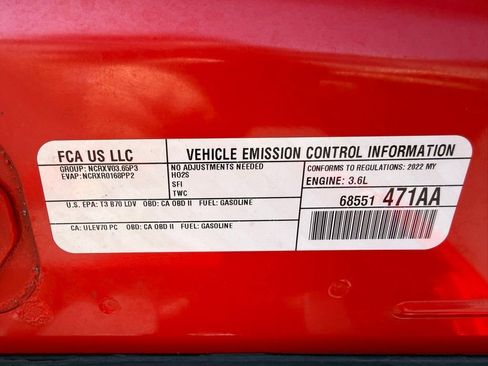 FCA US LLC
VEHICLE EMISSION CONTROL INFORMATION
GROUP: NCRXV03.65P3
EVAP: NCRXR0160PP2
NO ADJUSTMENTS NEEDED
HO2S
SFI
TWC
CONFORMS TO REGULATIONS: 2022 MY
ENGINE: 3.6L
U.S. EPA: T3 B70 LDV OBD: CA OBD II FUEL: GASOLINE
68551 471AA
CA: ULEV70 PC OBD: CA OBD II FUEL: GASOLINE